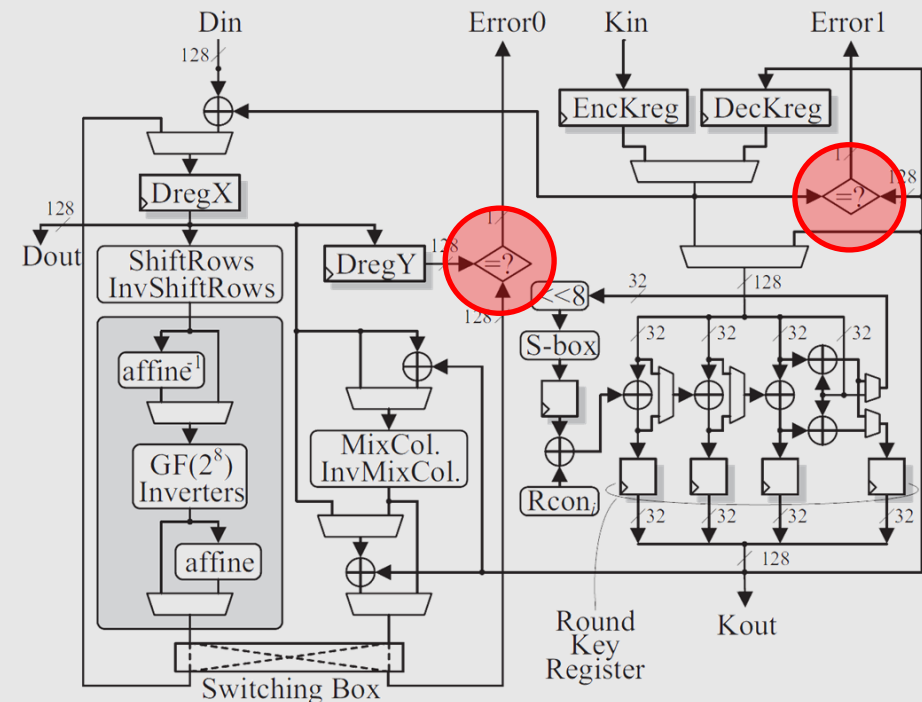 Din
Error0
Kin
Error1
128
EncKreg
DecKreg
1
128
=?
DregX
128
1
Dout
ShiftRows
InvShiftRows
DregY
128
=?
128
<<8
32
128
S-box
32
32
32
32
affine-1
MixCol.
InvMixCol.
GF(2⁸)
Inverters
Rconᵢ
32
32
32
32
affine
128
Round
Key
Register
Kout
Switching Box